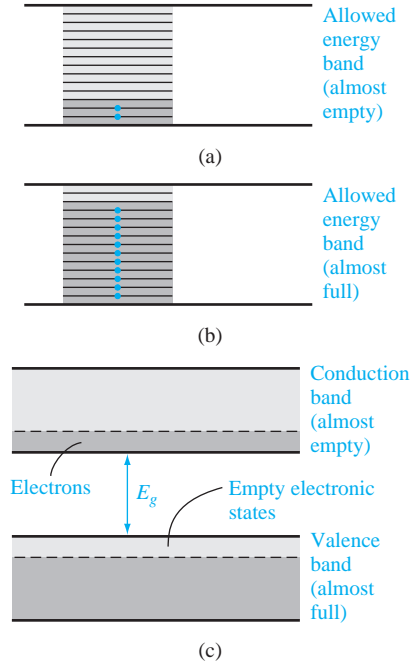 Allowed
energy
band
(almost
empty)
(a)
Allowed
energy
band
(almost
full)
(b)
Conduction
band
(almost
empty)
Electrons
E_g
Empty electronic
states
Valence
band
(almost
full)
(c)